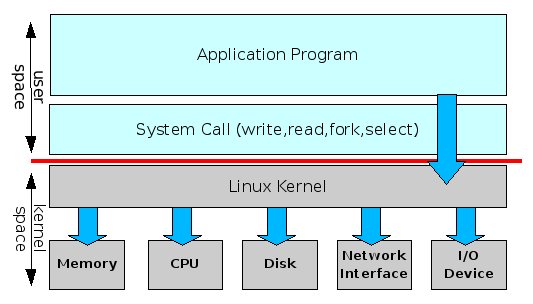 user
space
Application Program
System Call (write,read,fork,select)
kernel
space
Linux Kernel
Memory
CPU
Disk
Network
Interface
I/O
Device